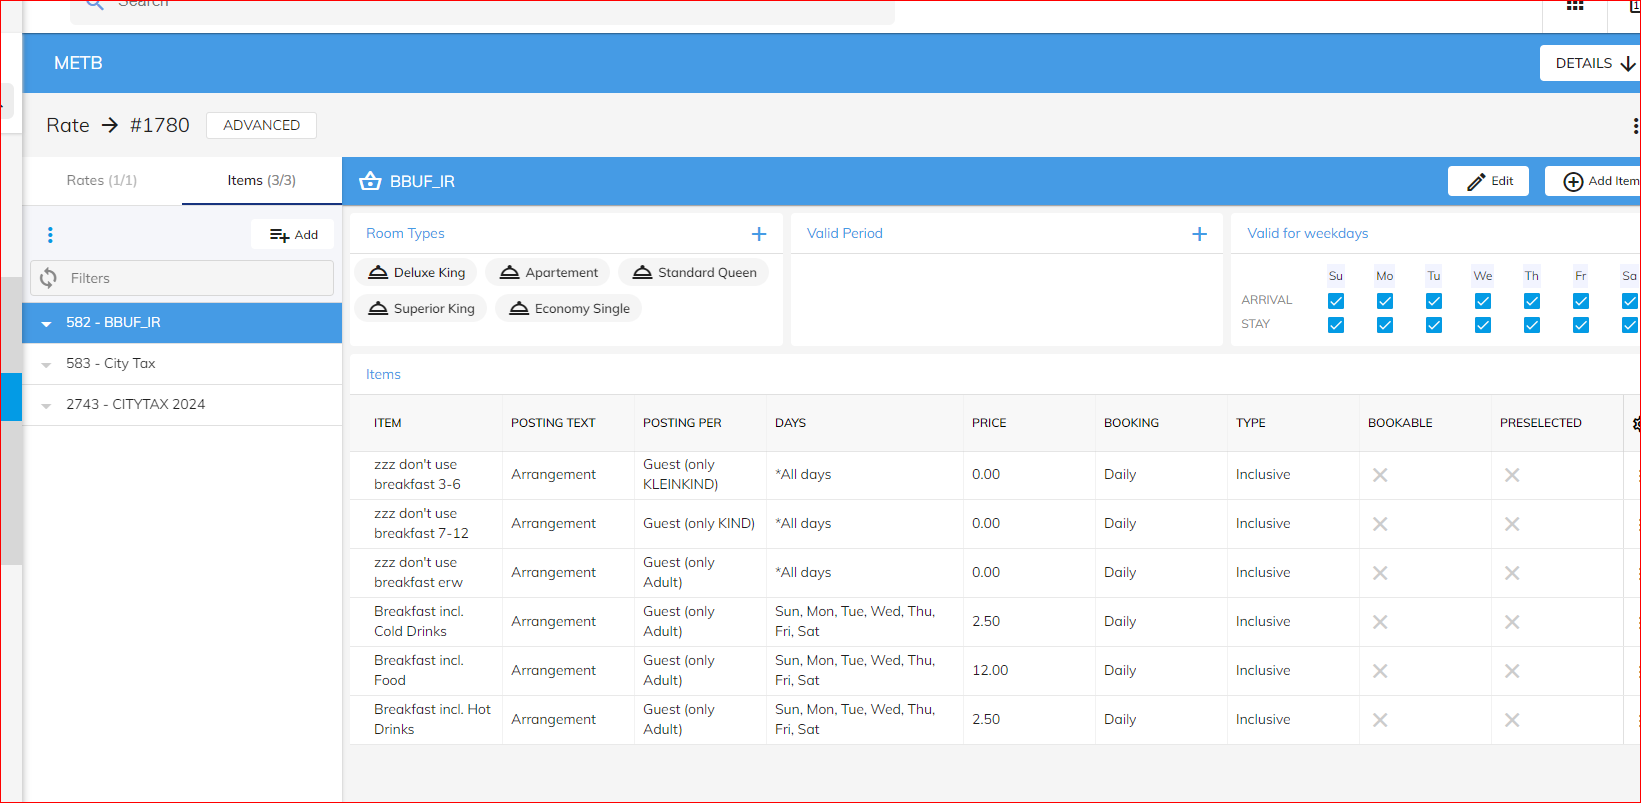 Search
METB
DETAILS
Rate → #1780 ADVANCED
Rates (1/1) Items (3/3)
BBUF_IR
Edit
Add Item
Add
Filters
582 - BBUF_IR
583 - City Tax
2743 - CITYTAX 2024
Room Types
Deluxe King Apartement Standard Queen
Superior King Economy Single
Valid Period
Valid for weekdays
Su Mo Tu We Th Fr Sa
ARRIVAL
STAY
Items
ITEM POSTING TEXT POSTING PER DAYS PRICE BOOKING TYPE BOOKABLE PRESELECTED
zzz don't use breakfast 3-6 Arrangement Guest (only KLEINKIND) *All days 0.00 Daily Inclusive
zzz don't use breakfast 7-12 Arrangement Guest (only KIND) *All days 0.00 Daily Inclusive
zzz don't use breakfast erw Arrangement Guest (only Adult) *All days 0.00 Daily Inclusive
Breakfast incl. Cold Drinks Arrangement Guest (only Adult) Sun, Mon, Tue, Wed, Thu, Fri, Sat 2.50 Daily Inclusive
Breakfast incl. Food Arrangement Guest (only Adult) Sun, Mon, Tue, Wed, Thu, Fri, Sat 12.00 Daily Inclusive
Breakfast incl. Hot Drinks Arrangement Guest (only Adult) Sun, Mon, Tue, Wed, Thu, Fri, Sat 2.50 Daily Inclusive